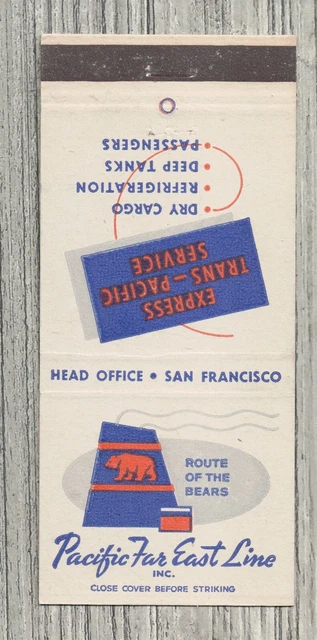 PASSENGERS
DEEP TANKS
REFRIGERATION
DRY CARGO
EXPRESS
TRANS-PACIFIC
SERVICE
HEAD OFFICE • SAN FRANCISCO
ROUTE
OF THE
BEARS
Pacific Far East Line
INC.
CLOSE COVER BEFORE STRIKING